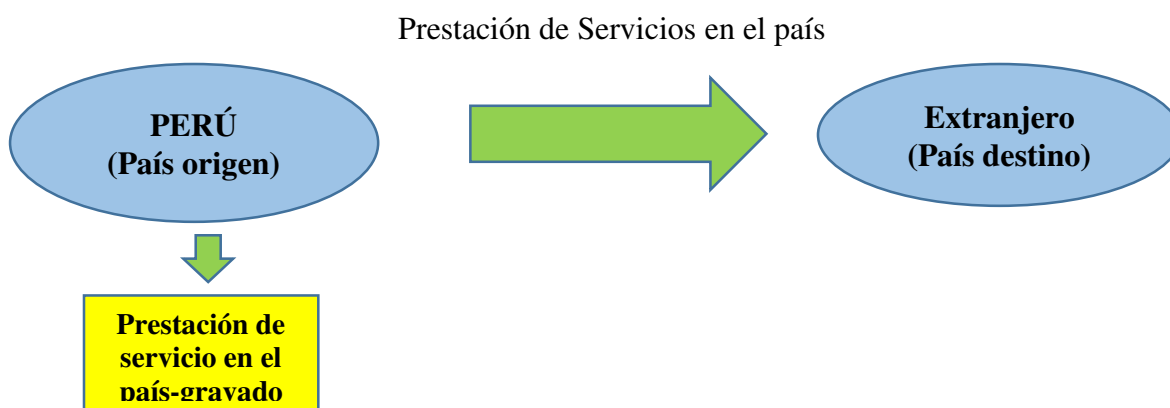 Prestación de Servicios en el país
PERÚ
(País origen)
Extranjero
(País destino)
Prestación de
servicio en el
país-gravado